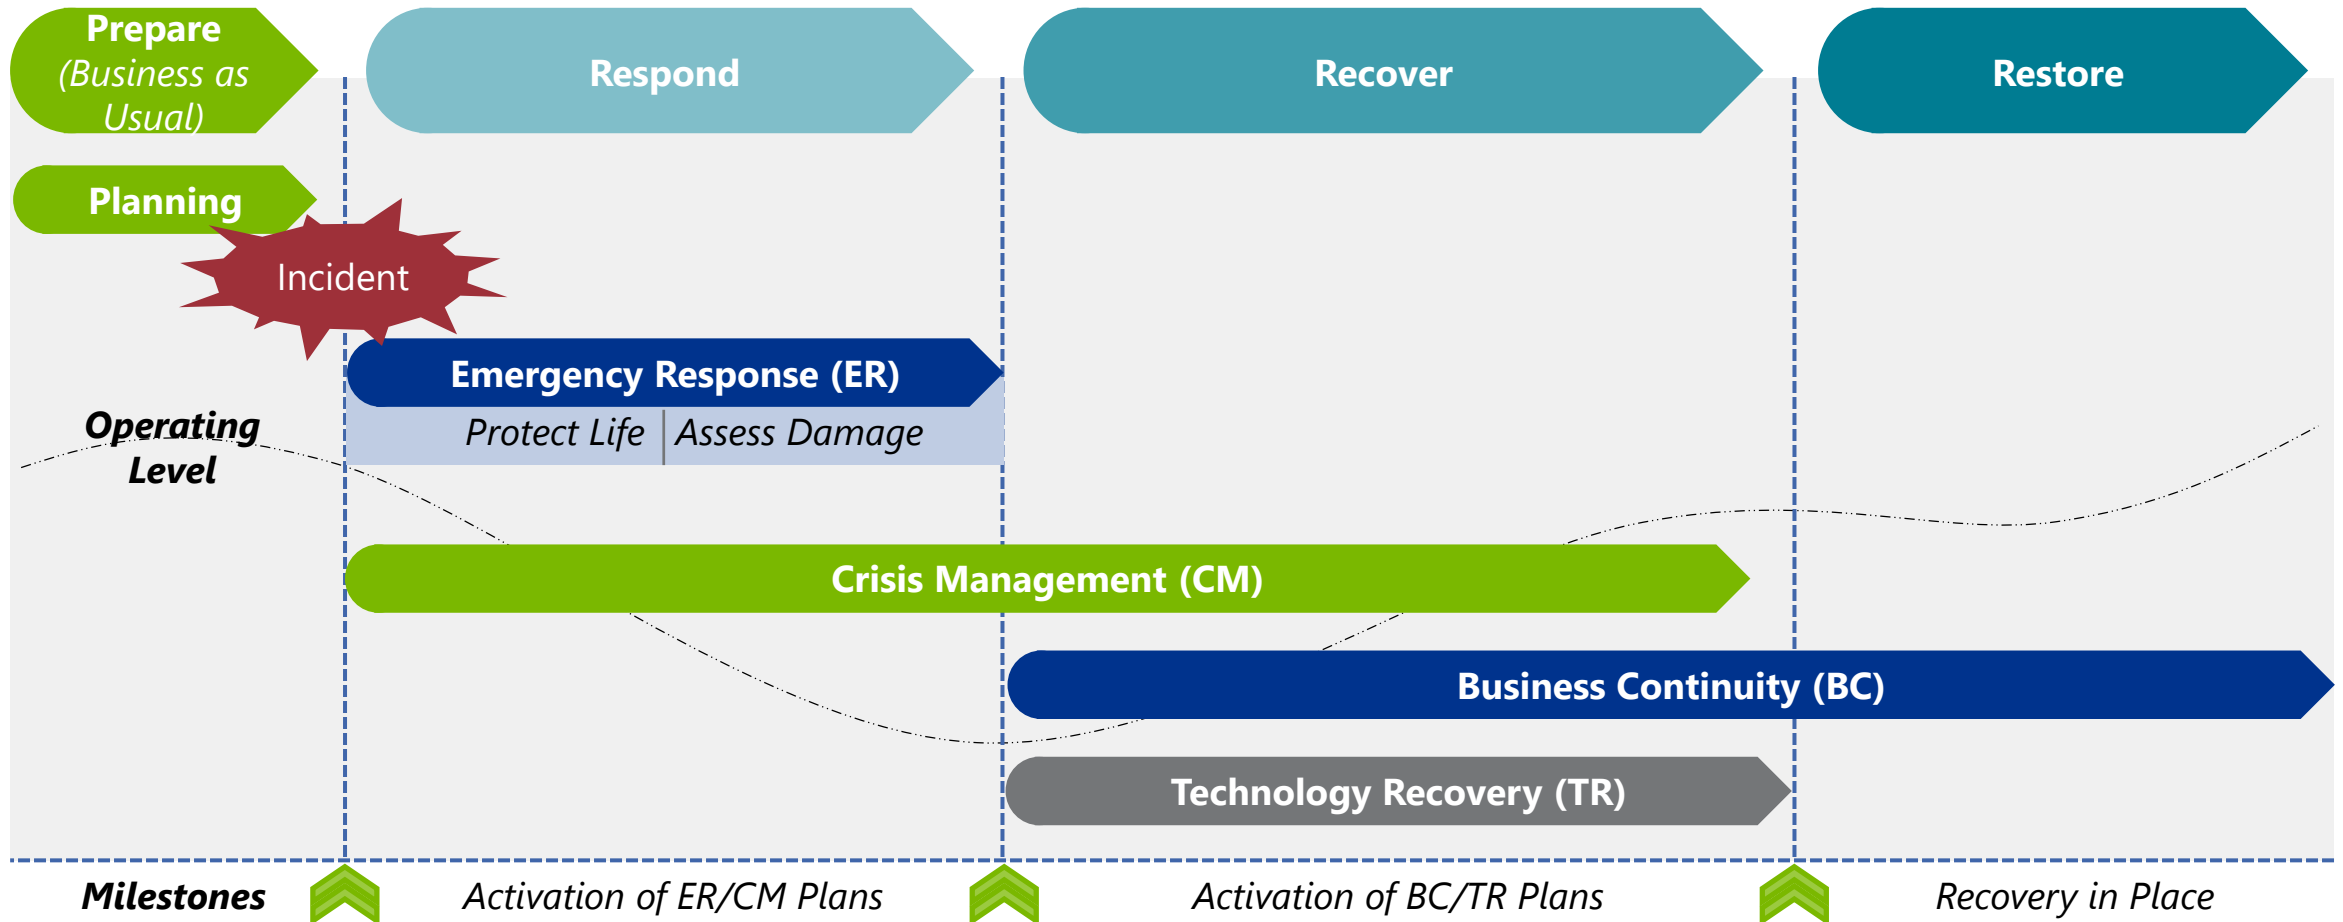 Prepare
(Business as
Usual)
Respond
Recover
Restore
Planning
Incident
Emergency Response (ER)
Protect Life
Assess Damage
Operating
Level
Crisis Management (CM)
Business Continuity (BC)
Technology Recovery (TR)
Milestones
Activation of ER/CM Plans
Activation of BC/TR Plans
Recovery in Place